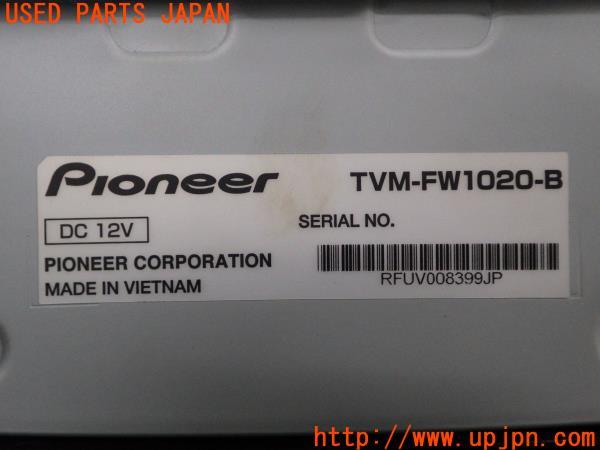 USED PARTS JAPAN
Pioneer
TVM-FW1020-B
DC 12V
SERIAL NO.
PIONEER CORPORATION
MADE IN VIETNAM
RFUV008399JP
UPJ
http://www.upjpn.com